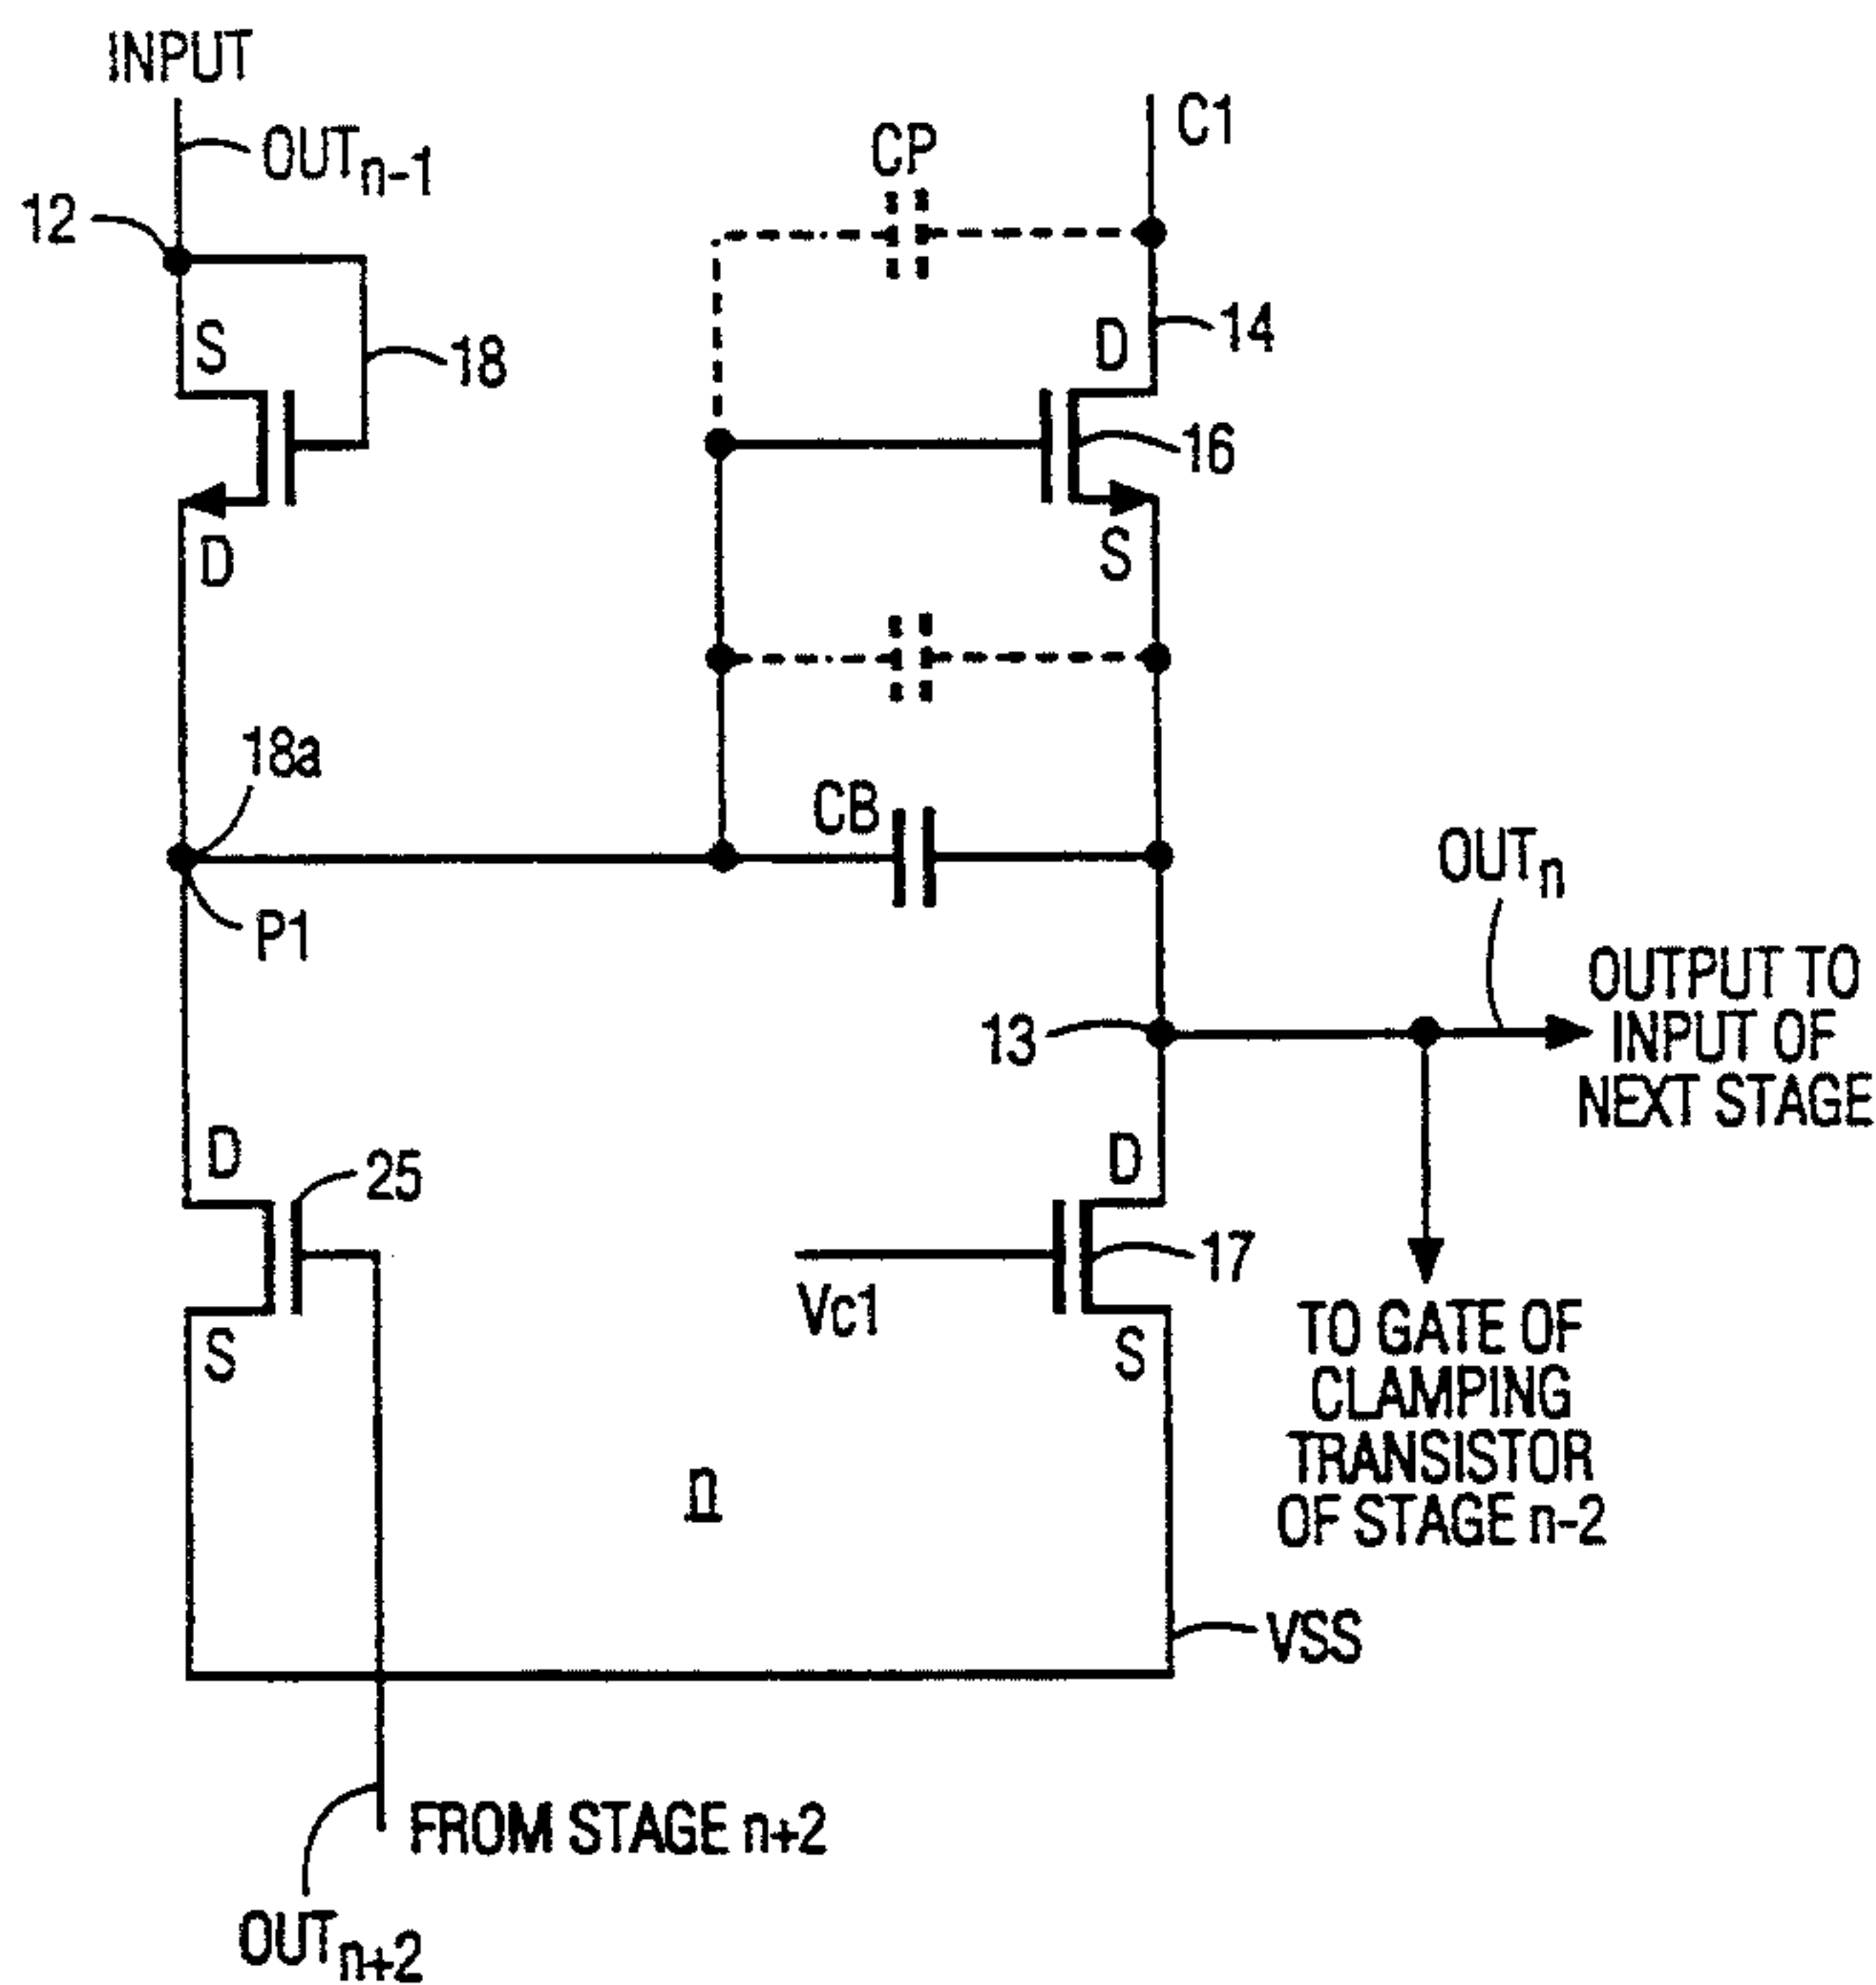 INPUT
OUTn-1
12
S
18
D
CP
C1
D
14
16
S
18a
P1
CB
OUTn
OUTPUT TO
INPUT OF
NEXT STAGE
13
D
25
S
D
17
Vc1
S
TO GATE OF
CLAMPING
TRANSISTOR
OF STAGE n-2
n
VSS
FROM STAGE n+2
OUTn+2